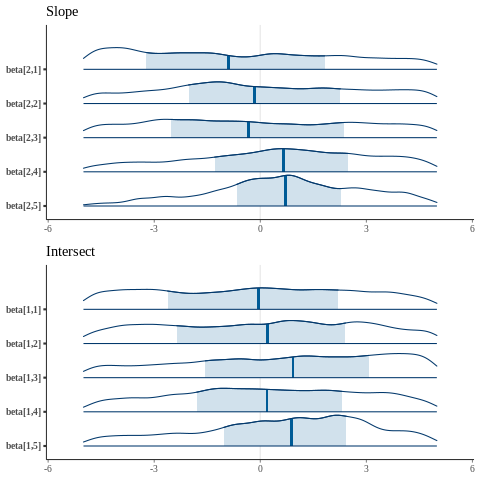 Slope
beta[2,1]
beta[2,2]
beta[2,3]
beta[2,4]
beta[2,5]
-6 -3 0 3 6
Intersect
beta[1,1]
beta[1,2]
beta[1,3]
beta[1,4]
beta[1,5]
-6 -3 0 3 6